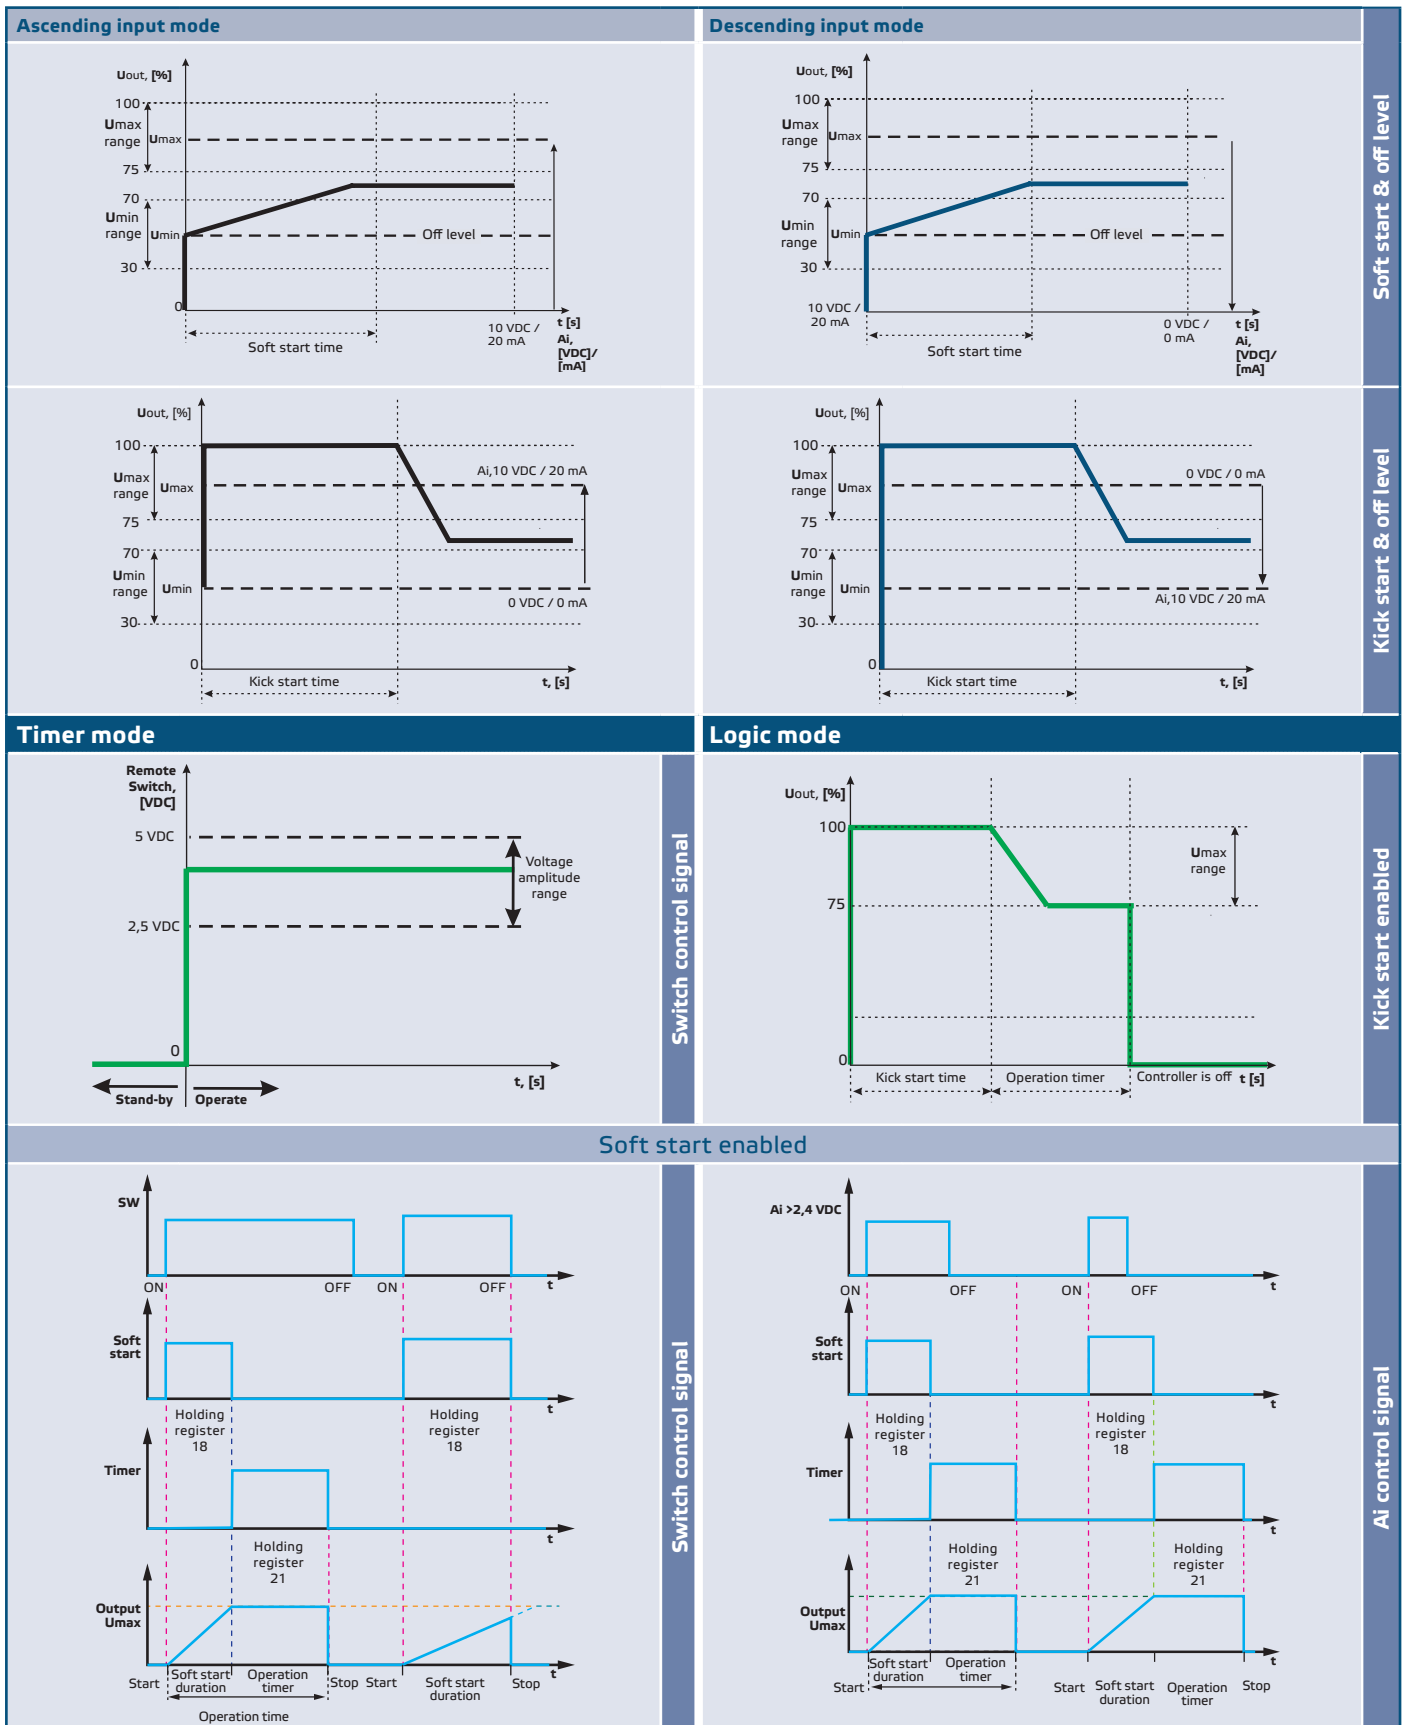 Ascending input mode
Descending input mode
Soft start & off level
Uout, [%]
100
Umax
range
Umax
75
70
Umin
range
Umin
Off level
30
0
Soft start time
10 VDC /
20 mA
t [s]
Ai,
[VDC]/
[mA]
Uout, [%]
100
Umax
range
Umax
75
70
Umin
range
Umin
Off level
30
10 VDC /
20 mA
Soft start time
0 VDC /
0 mA
t [s]
Ai,
[VDC]/
[mA]
Kick start & off level
Uout, [%]
100
Umax
range
Umax
Ai,10 VDC / 20 mA
75
70
Umin
range
Umin
0 VDC / 0 mA
30
0
Kick start time
t, [s]
Uout, [%]
100
Umax
range
Umax
0 VDC / 0 mA
75
70
Umin
range
Umin
Ai,10 VDC / 20 mA
30
0
Kick start time
t, [s]
Timer mode
Logic mode
Remote
Switch,
[VDC]
5 VDC
Voltage
amplitude
range
2,5 VDC
0
t, [s]
Stand-by
Operate
Switch control signal
Uout, [%]
100
Umax
range
75
0
Kick start time
Operation timer
Controller is off
t [s]
Kick start enabled
Soft start enabled
SW
ON
OFF
ON
OFF
t
Soft
start
t
Holding
register
18
Holding
register
18
Timer
t
Holding
register
21
Output
Umax
t
Start
Soft start
duration
Operation
timer
Stop
Start
Soft start
duration
Stop
Operation time
Switch control signal
Ai >2,4 VDC
ON
OFF
ON
OFF
t
Soft
start
t
Holding
register
18
Holding
register
18
Timer
t
Holding
register
21
Holding
register
21
Output
Umax
t
Start
Soft start
duration
Operation
timer
Start
Soft start
duration
Operation
timer
Stop
Ai control signal